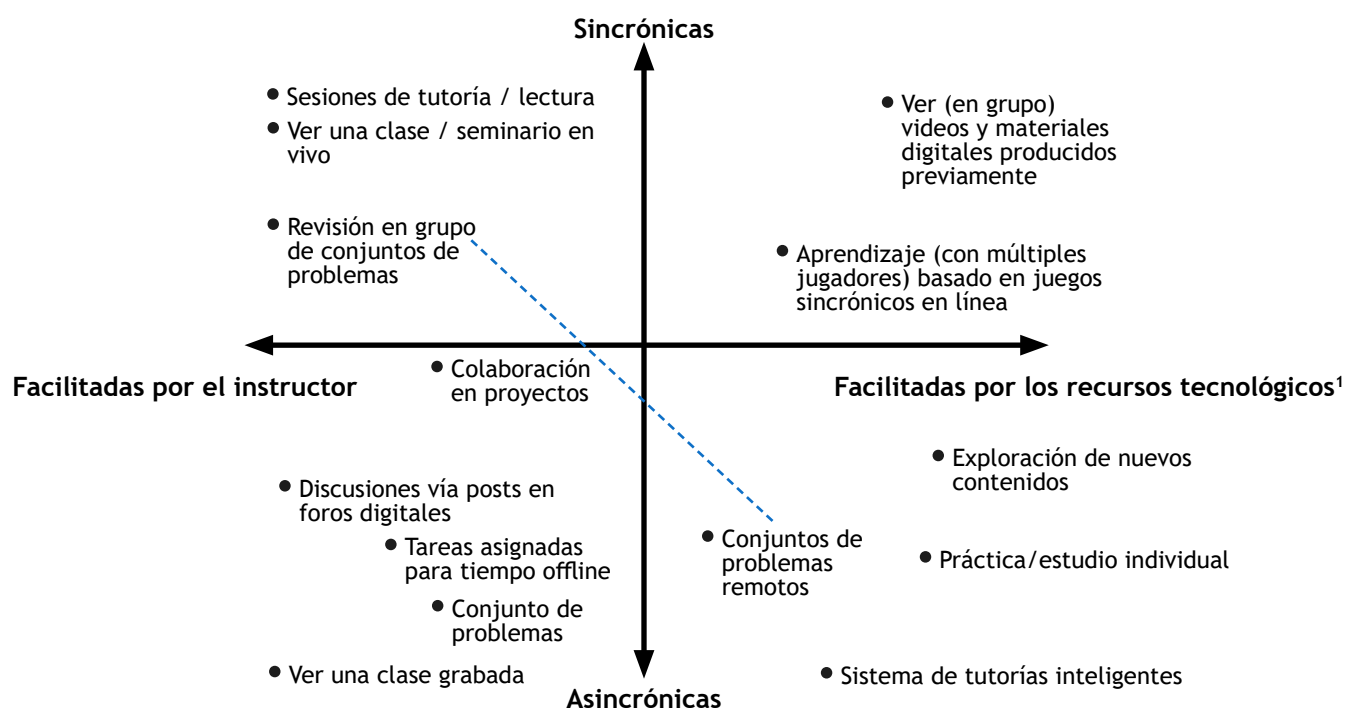 Sincrónicas
● Sesiones de tutoría / lectura
● Ver una clase / seminario en
vivo
● Revisión en grupo
de conjuntos de
problemas
● Ver (en grupo)
videos y materiales
digitales producidos
previamente
● Aprendizaje (con múltiples
jugadores) basado en juegos
sincrónicos en línea
Facilitadas por el instructor
Facilitadas por los recursos tecnológicos¹
● Colaboración
en proyectos
● Discusiones vía posts en
foros digitales
● Tareas asignadas
para tiempo offline
● Conjunto de
problemas
● Ver una clase grabada
● Exploración de nuevos
contenidos
● Conjuntos de
problemas
remotos
● Práctica/estudio individual
● Sistema de tutorías inteligentes
Asincrónicas